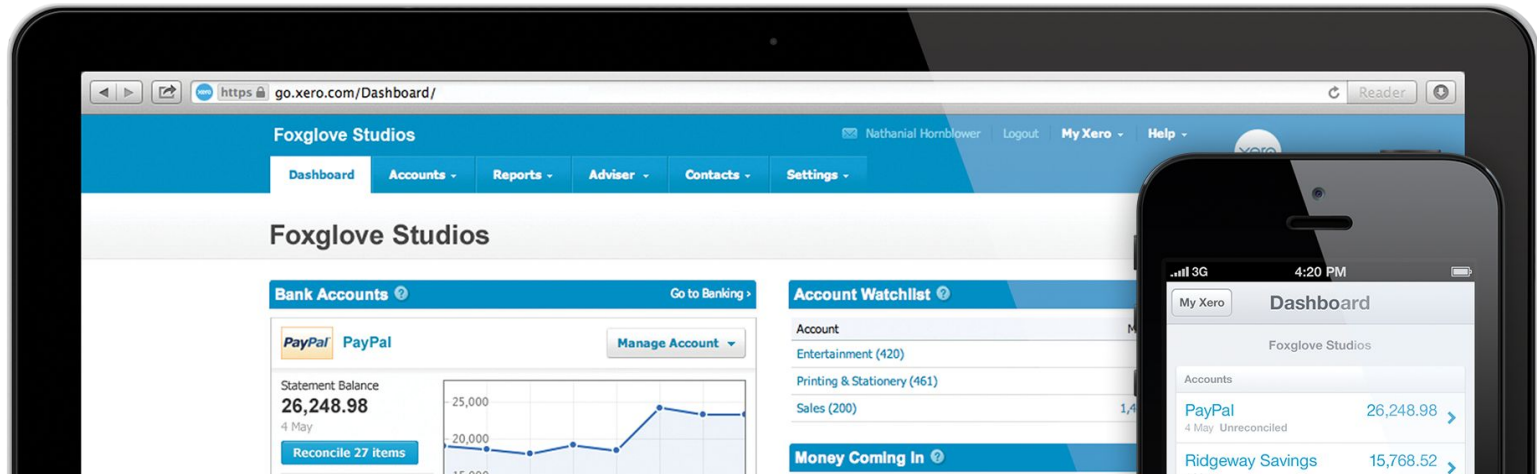 https go.xero.com/Dashboard/ Reader
Foxglove Studios Nathanial Hornblower Logout My Xero Help
xero
Dashboard Accounts Reports Adviser Contacts Settings
Foxglove Studios
Bank Accounts ? Go to Banking ›
PayPal PayPal Manage Account
Statement Balance
26,248.98
4 May
Reconcile 27 items
25,000
20,000
15,000
Account Watchlist ?
Account
Entertainment (420)
Printing & Stationery (461)
Sales (200)
Money Coming In ?
3G 4:20 PM
My Xero Dashboard
Foxglove Studios
Accounts
PayPal 26,248.98
4 May Unreconciled
Ridgeway Savings 15,768.52